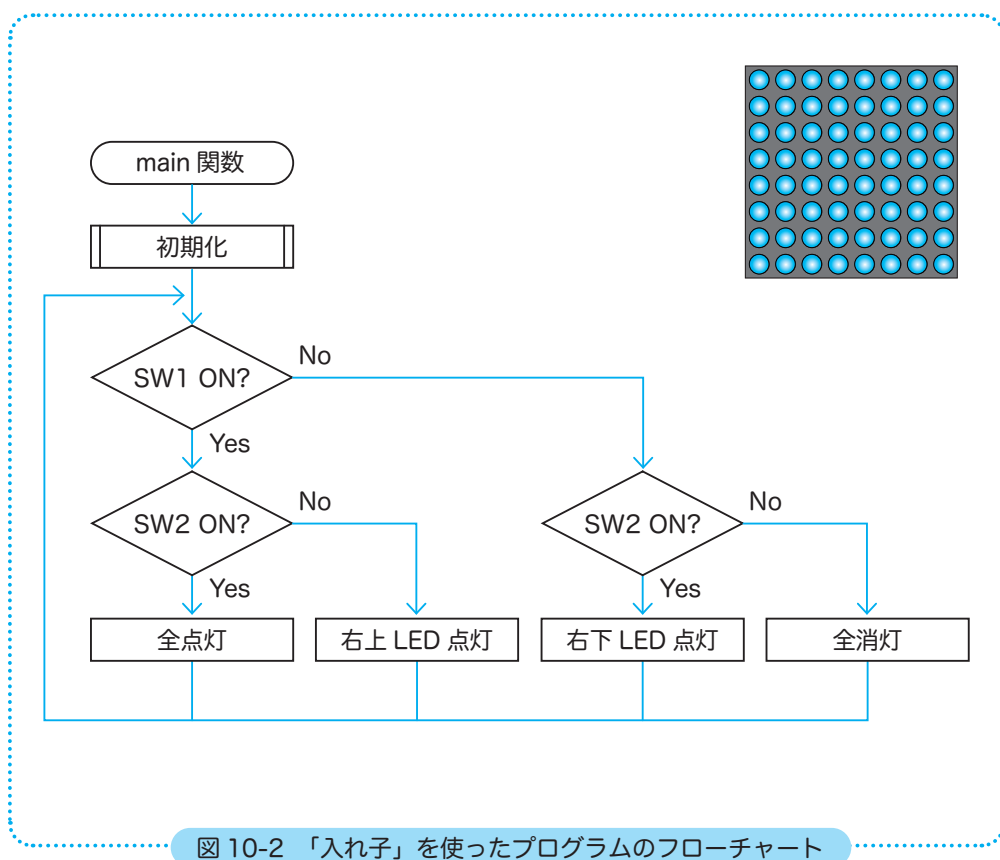 main 関数
初期化
SW1 ON?
No
Yes
SW2 ON?
No
SW2 ON?
No
Yes
Yes
全点灯
右上 LED 点灯
右下 LED 点灯
全消灯
図 10-2 「入れ子」を使ったプログラムのフローチャート